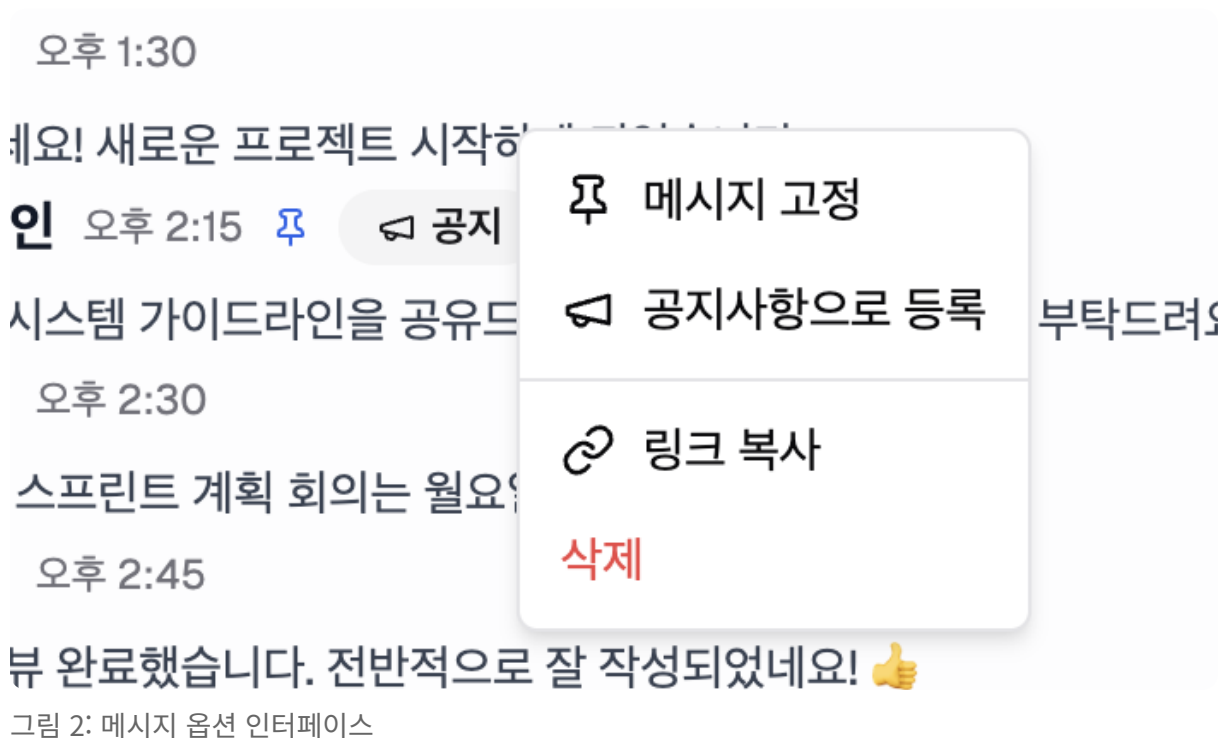 오후 1:30
네요! 새로운 프로젝트 시작하
인 오후 2:15 공지
시스템 가이드라인을 공유드
부탁드려요
오후 2:30
스프린트 계획 회의는 월요일
오후 2:45
뷰 완료했습니다. 전반적으로 잘 작성되었네요! 👍
메시지 고정
공지사항으로 등록
링크 복사
삭제
그림 2: 메시지 옵션 인터페이스